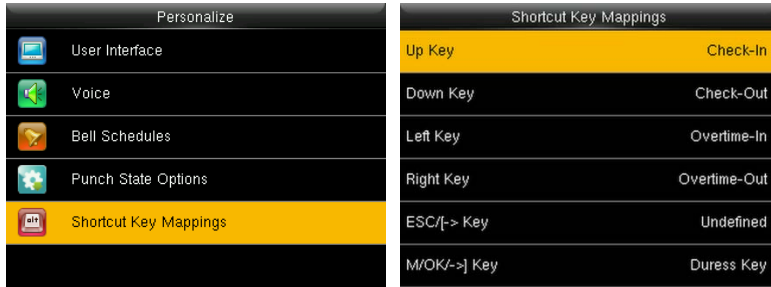 Personalize
User Interface
Voice
Bell Schedules
Punch State Options
alt
Shortcut Key Mappings
Shortcut Key Mappings
Up Key Check-In
Down Key Check-Out
Left Key Overtime-In
Right Key Overtime-Out
ESC/[-> Key Undefined
M/OK/->] Key Duress Key